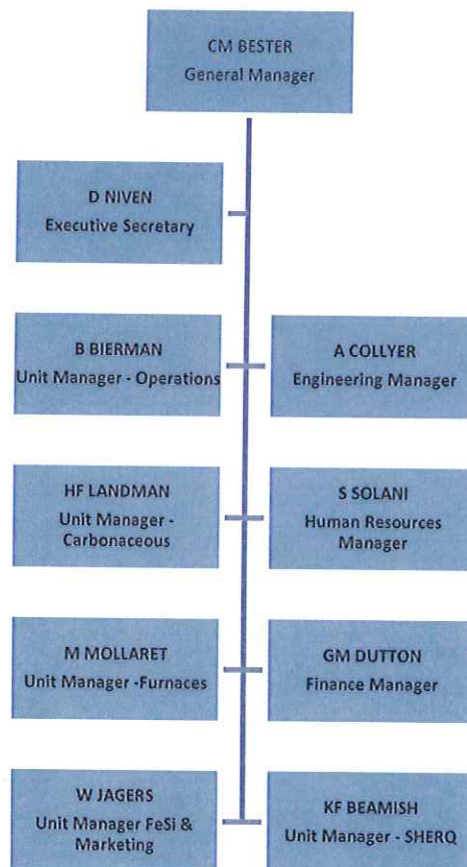 CM BESTER
General Manager
D NIVEN
Executive Secretary
B BIERMAN
Unit Manager - Operations
A COLLYER
Engineering Manager
HF LANDMAN
Unit Manager -
Carbonaceous
S SOLANI
Human Resources
Manager
M MOLLARET
Unit Manager -Furnaces
GM DUTTON
Finance Manager
W JAGERS
Unit Manager FeSi &
Marketing
KF BEAMISH
Unit Manager - SHERQ